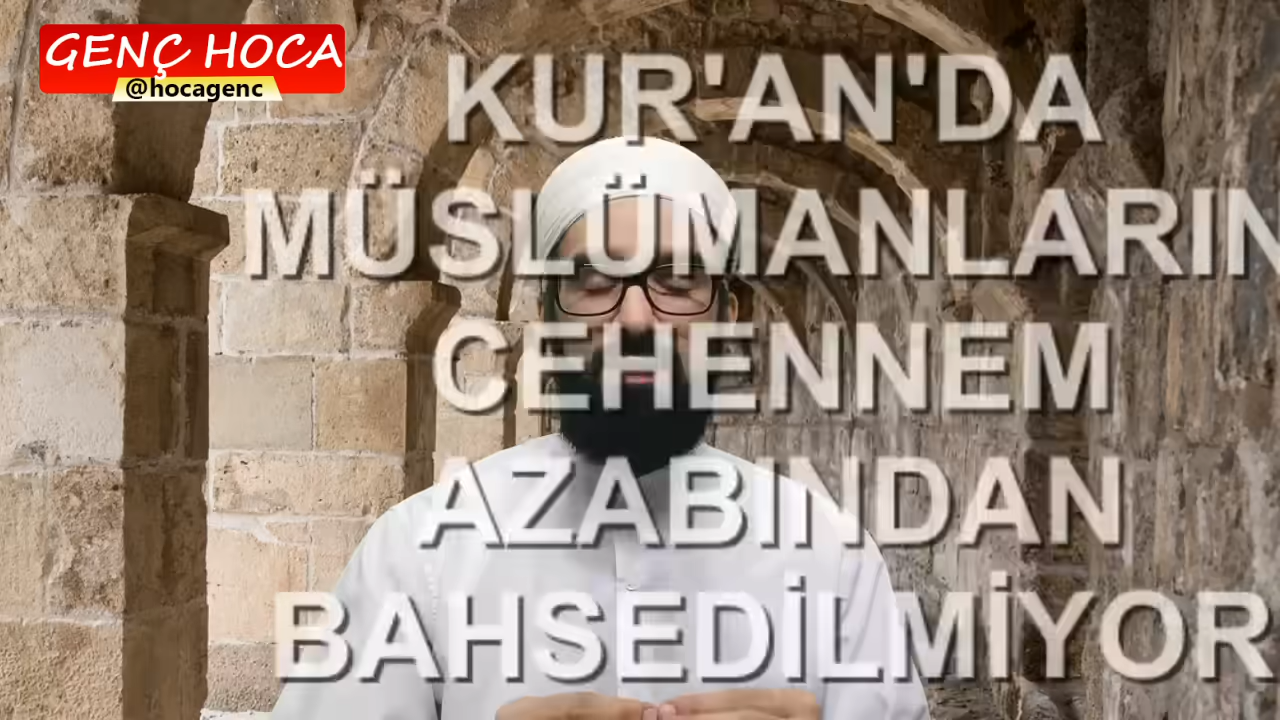 GENÇ HOCA
@hocagenc
KUR'AN'DA
MÜSLÜMANLARIN
CEHENNEM
AZABINDAN
BAHSEDİLMİYOR